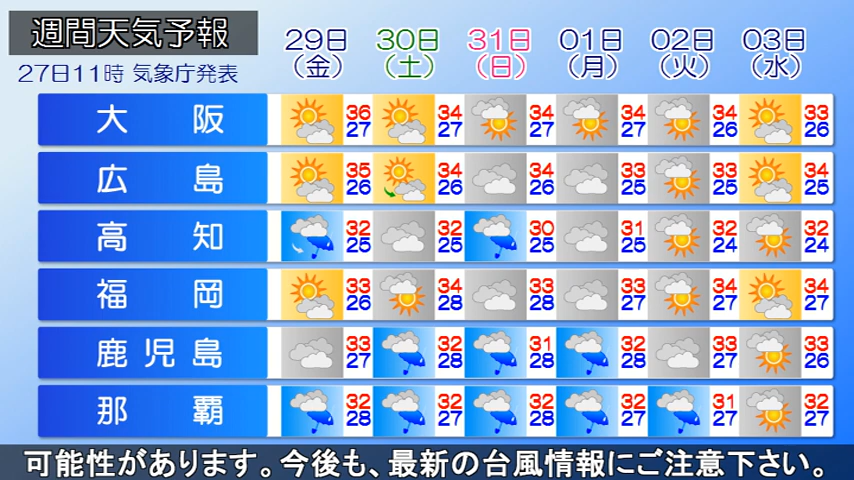 週間天気予報
27日11時 気象庁発表
29日 30日 31日 01日 02日 03日
(金) (土) (日) (月) (火) (水)
大阪 36 27 34 27 34 27 34 27 34 26 33 26
広島 35 26 34 26 34 26 33 25 33 25 34 25
高知 32 25 32 25 30 25 31 25 32 24 32 24
福岡 33 26 34 28 33 28 33 27 34 27 34 27
鹿児島 33 27 32 28 31 28 32 28 33 27 33 26
那覇 32 28 32 27 32 28 32 27 31 27 32 27
可能性があります。今後も、最新の台風情報にご注意下さい。